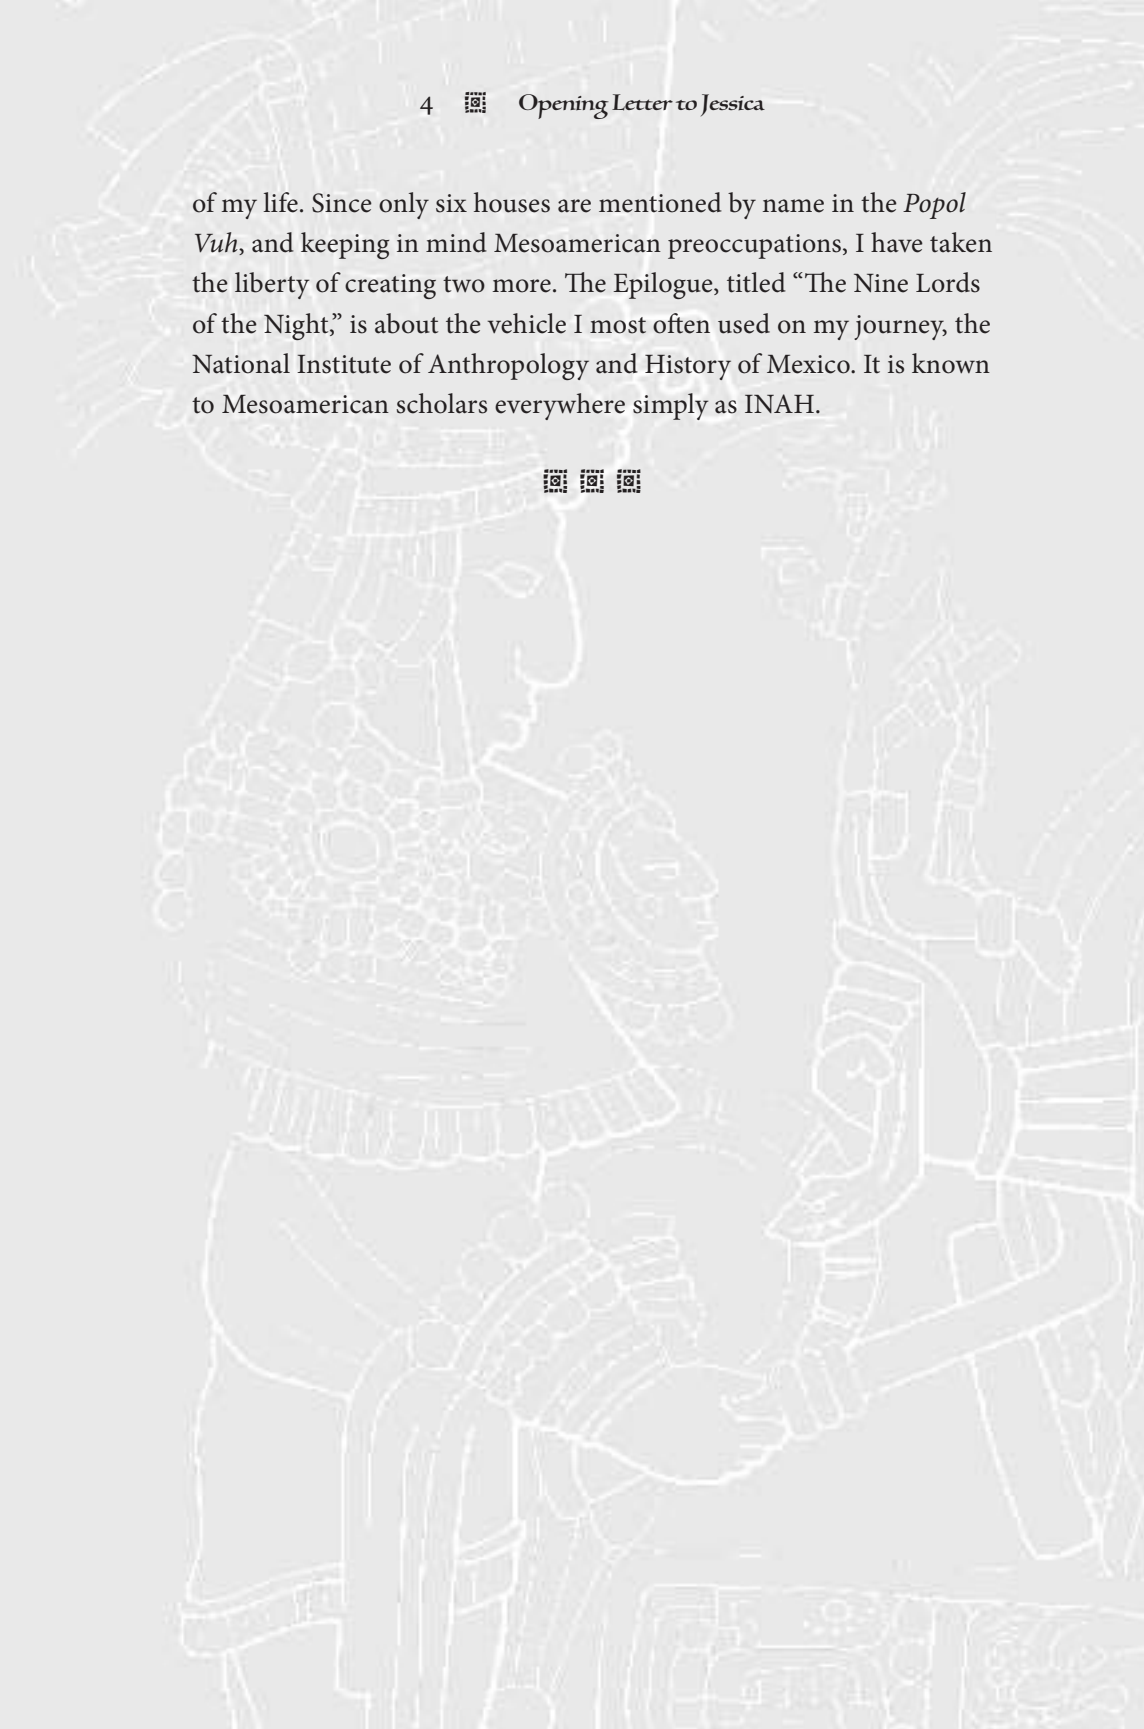 4 Opening Letter to Jessica
of my life. Since only six houses are mentioned by name in the Popol
Vuh, and keeping in mind Mesoamerican preoccupations, I have taken
the liberty of creating two more. The Epilogue, titled “The Nine Lords
of the Night,” is about the vehicle I most often used on my journey, the
National Institute of Anthropology and History of Mexico. It is known
to Mesoamerican scholars everywhere simply as INAH.